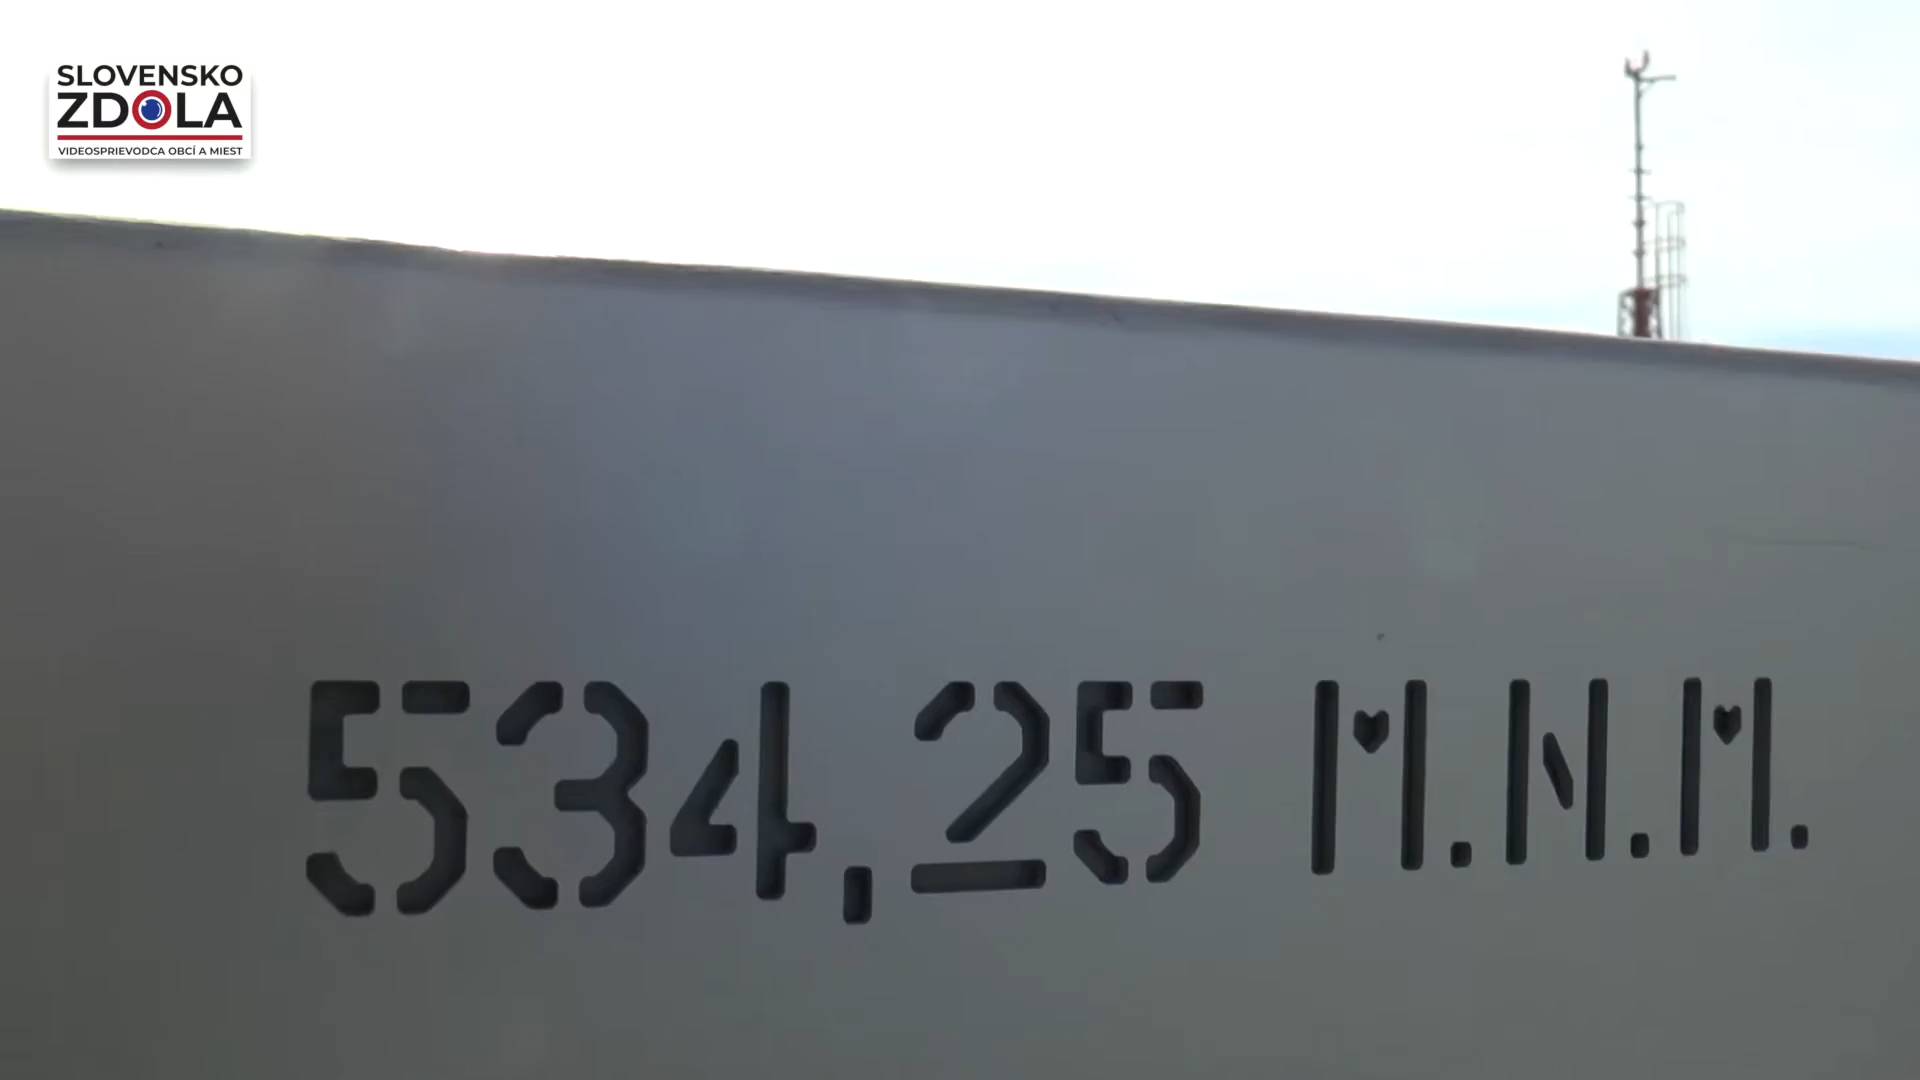 SLOVENSKO
ZDOLA
VIDEOSPRIEVODCA OBCÍ A MIEST
534,25 M.N.M.